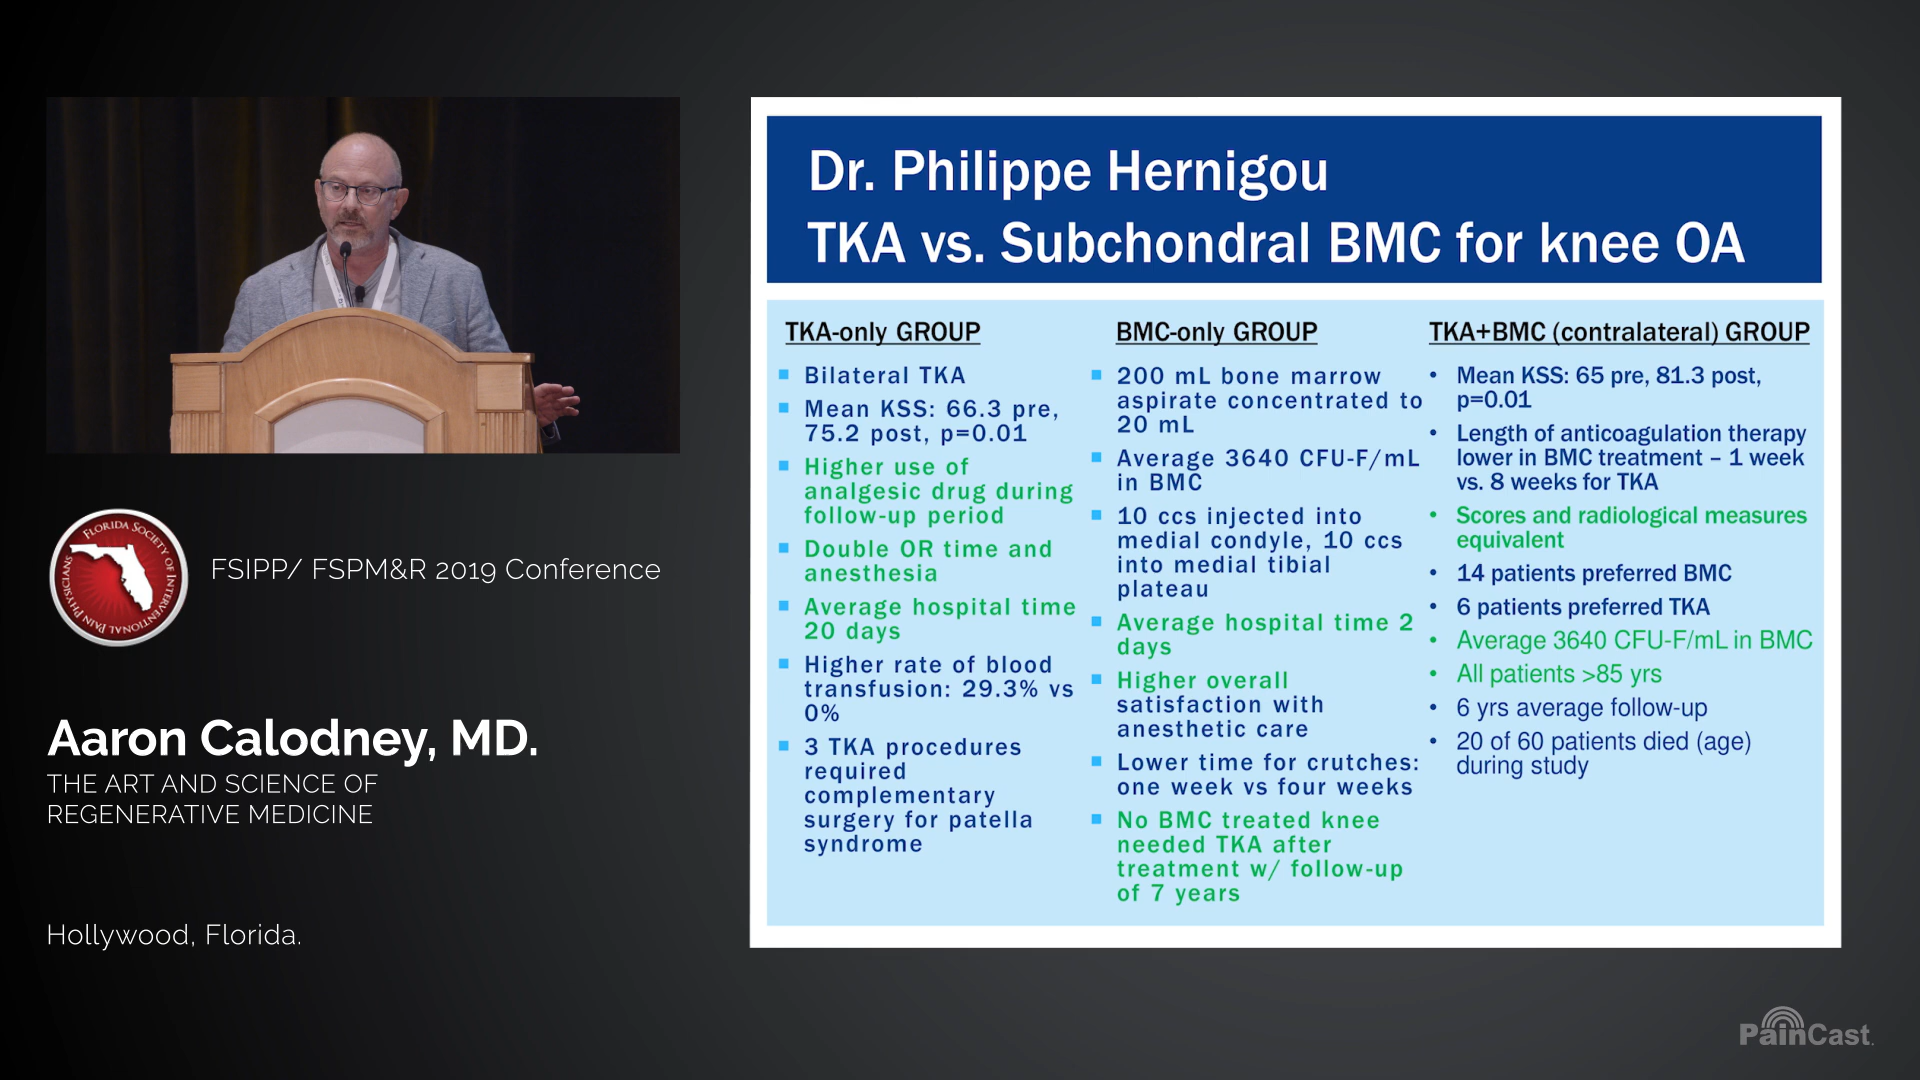 FLORIDA SOCIETY OF INTERVENTIONAL PAIN PHYSICIANS
FSIPP/ FSPM&R 2019 Conference
Aaron Calodney, MD.
THE ART AND SCIENCE OF
REGENERATIVE MEDICINE
Hollywood, Florida.
Dr. Philippe Hernigou
TKA vs. Subchondral BMC for knee OA
TKA-only GROUP
Bilateral TKA
Mean KSS: 66.3 pre,
75.2 post, p=0.01
Higher use of
analgesic drug during
follow-up period
Double OR time and
anesthesia
Average hospital time
20 days
Higher rate of blood
transfusion: 29.3% vs
0%
3 TKA procedures
required
complementary
surgery for patella
syndrome
BMC-only GROUP
200 mL bone marrow
aspirate concentrated to
20 mL
Average 3640 CFU-F/mL
in BMC
10 ccs injected into
medial condyle, 10 ccs
into medial tibial
plateau
Average hospital time 2
days
Higher overall
satisfaction with
anesthetic care
Lower time for crutches:
one week vs four weeks
No BMC treated knee
needed TKA after
treatment w/ follow-up
of 7 years
TKA+BMC (contralateral) GROUP
Mean KSS: 65 pre, 81.3 post,
p=0.01
Length of anticoagulation therapy
lower in BMC treatment – 1 week
vs. 8 weeks for TKA
Scores and radiological measures
equivalent
14 patients preferred BMC
6 patients preferred TKA
Average 3640 CFU-F/mL in BMC
All patients >85 yrs
6 yrs average follow-up
20 of 60 patients died (age)
during study
PainCast.